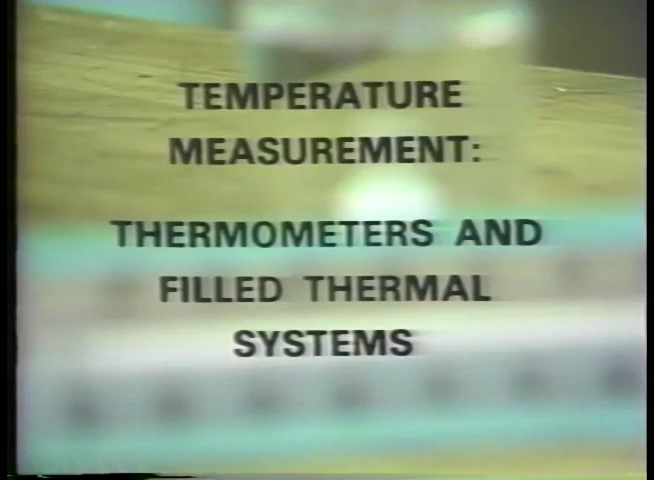 TEMPERATURE
MEASUREMENT:
THERMOMETERS AND
FILLED THERMAL
SYSTEMS